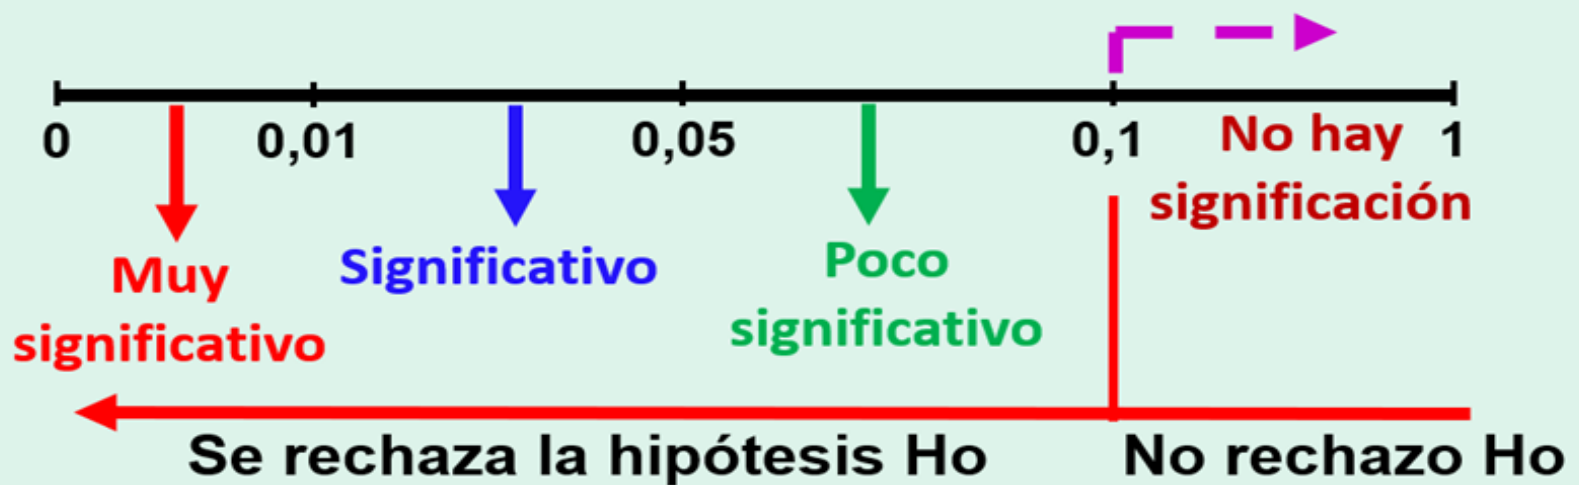 0 0,01 0,05 0,1 1
No hay
significación
Muy
significativo
Significativo
Poco
significativo
Se rechaza la hipótesis Ho
No rechazo Ho